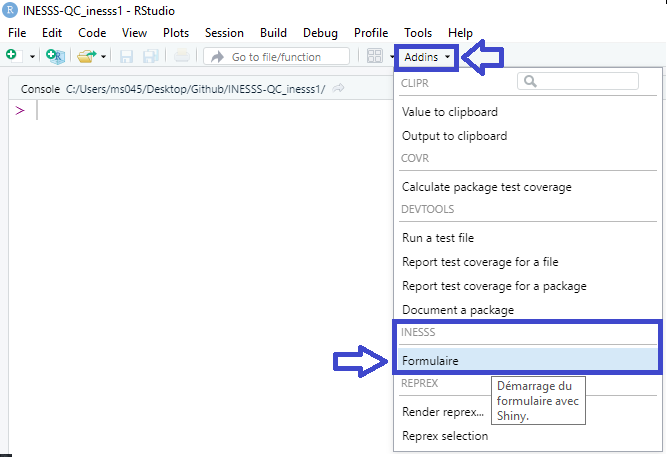 INESSS-QC_inesss1 - RStudio
File Edit Code View Plots Session Build Debug Profile Tools Help
Go to file/function Addins
Console C:/Users/ms045/Desktop/Github/INESSS-QC_inesss1/
>
CLIPR
Value to clipboard
Output to clipboard
COVR
Calculate package test coverage
DEVTOOLS
Run a test file
Report test coverage for a file
Report test coverage for a package
Document a package
INESSS
Formulaire
REPREX
Démarrage du
formulaire avec
Shiny.
Render reprex...
Reprex selection